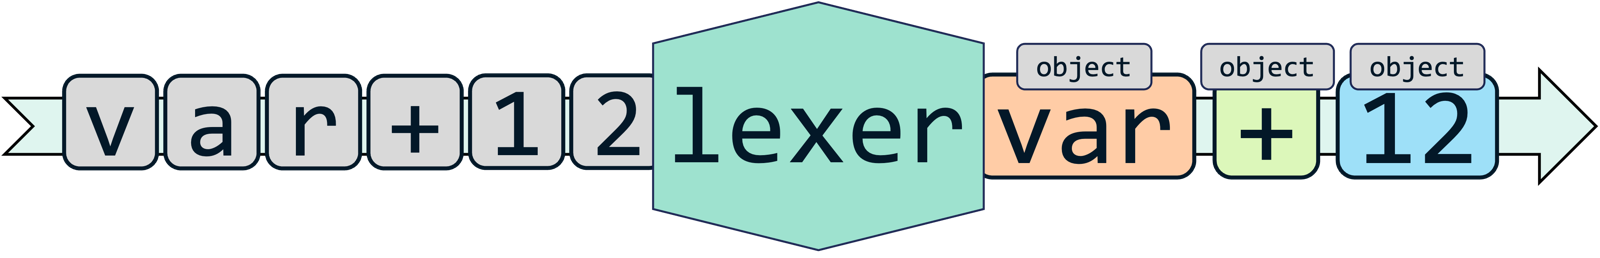 object object object
v a r + 1 2 lexer var + 12